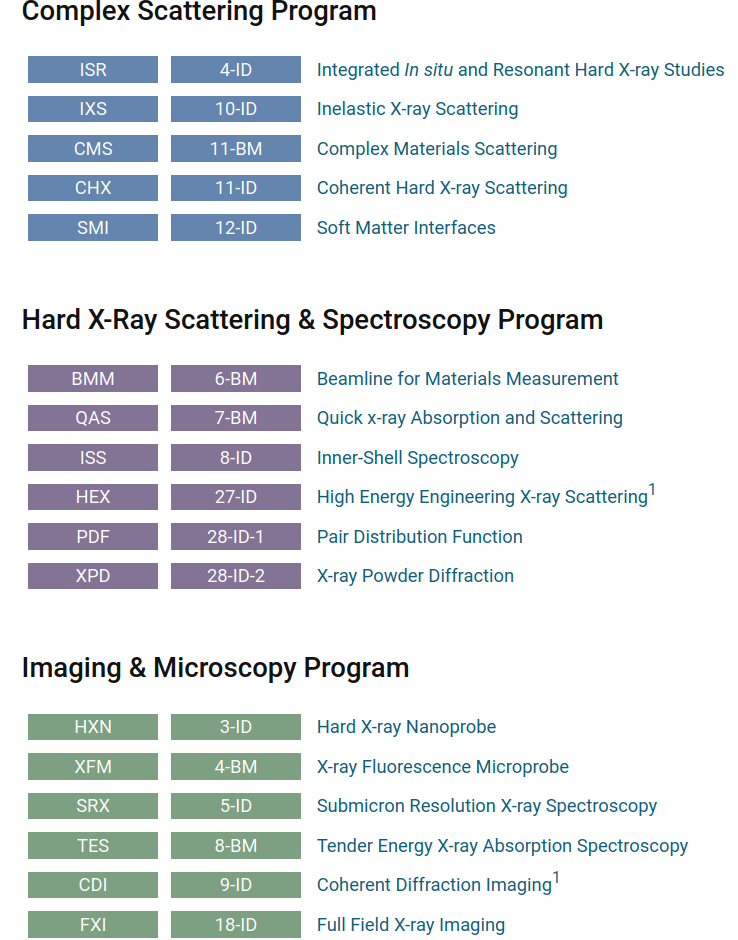 Complex Scattering Program
ISR 4-ID Integrated In situ and Resonant Hard X-ray Studies
IXS 10-ID Inelastic X-ray Scattering
CMS 11-BM Complex Materials Scattering
CHX 11-ID Coherent Hard X-ray Scattering
SMI 12-ID Soft Matter Interfaces
Hard X-Ray Scattering & Spectroscopy Program
BMM 6-BM Beamline for Materials Measurement
QAS 7-BM Quick x-ray Absorption and Scattering
ISS 8-ID Inner-Shell Spectroscopy
HEX 27-ID High Energy Engineering X-ray Scattering1
PDF 28-ID-1 Pair Distribution Function
XPD 28-ID-2 X-ray Powder Diffraction
Imaging & Microscopy Program
HXN 3-ID Hard X-ray Nanoprobe
XFM 4-BM X-ray Fluorescence Microprobe
SRX 5-ID Submicron Resolution X-ray Spectroscopy
TES 8-BM Tender Energy X-ray Absorption Spectroscopy
CDI 9-ID Coherent Diffraction Imaging1
FXI 18-ID Full Field X-ray Imaging